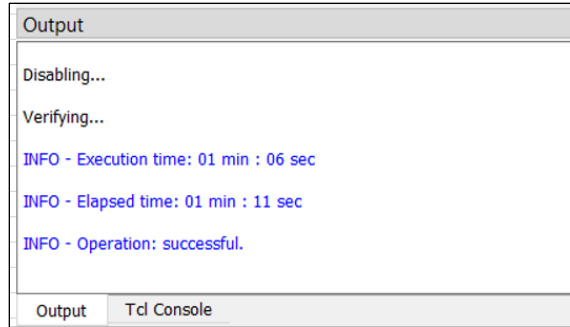 Output
Disabling...
Verifying...
INFO - Execution time: 01 min : 06 sec
INFO - Elapsed time: 01 min : 11 sec
INFO - Operation: successful.
Output Tcl Console